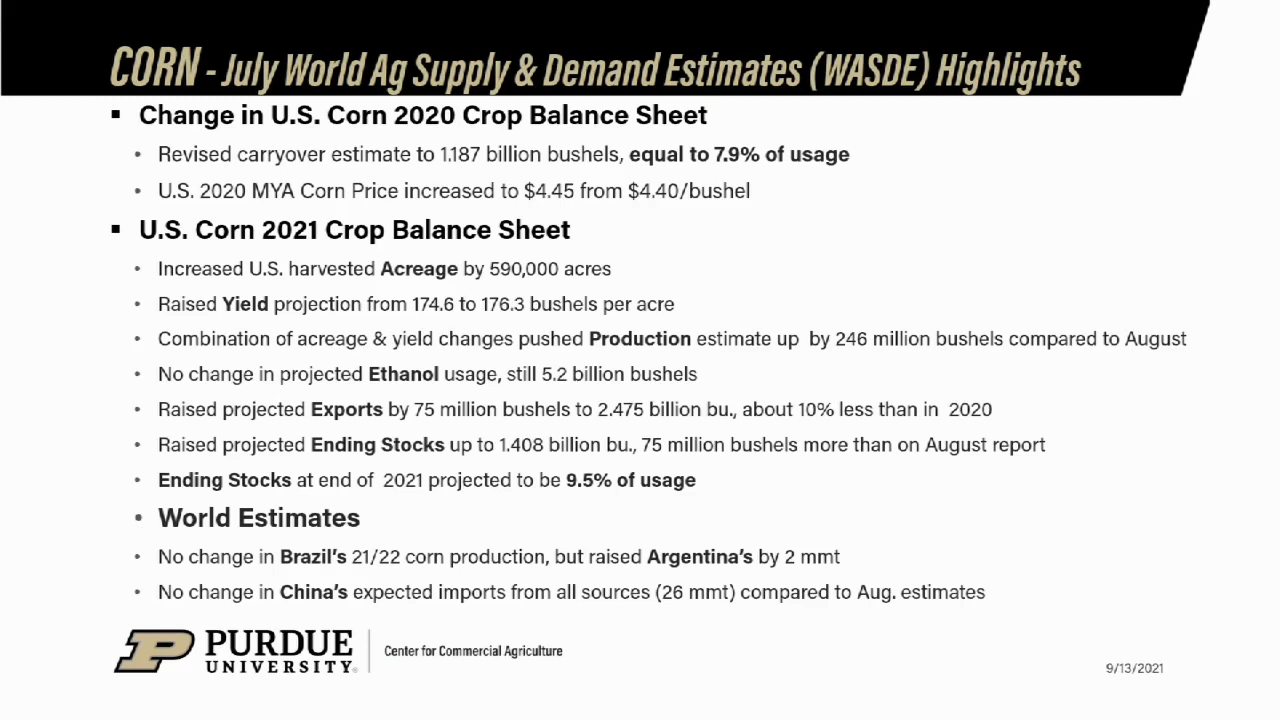 CORN - July World Ag Supply & Demand Estimates (WASDE) Highlights
▪ Change in U.S. Corn 2020 Crop Balance Sheet
• Revised carryover estimate to 1.187 billion bushels, equal to 7.9% of usage
• U.S. 2020 MYA Corn Price increased to $4.45 from $4.40/bushel
▪ U.S. Corn 2021 Crop Balance Sheet
• Increased U.S. harvested Acreage by 590,000 acres
• Raised Yield projection from 174.6 to 176.3 bushels per acre
• Combination of acreage & yield changes pushed Production estimate up by 246 million bushels compared to August
• No change in projected Ethanol usage, still 5.2 billion bushels
• Raised projected Exports by 75 million bushels to 2.475 billion bu., about 10% less than in 2020
• Raised projected Ending Stocks up to 1.408 billion bu., 75 million bushels more than on August report
• Ending Stocks at end of 2021 projected to be 9.5% of usage
• World Estimates
• No change in Brazil's 21/22 corn production, but raised Argentina's by 2 mmt
• No change in China's expected imports from all sources (26 mmt) compared to Aug. estimates
P PURDUE
UNIVERSITY®
Center for Commercial Agriculture
9/13/2021